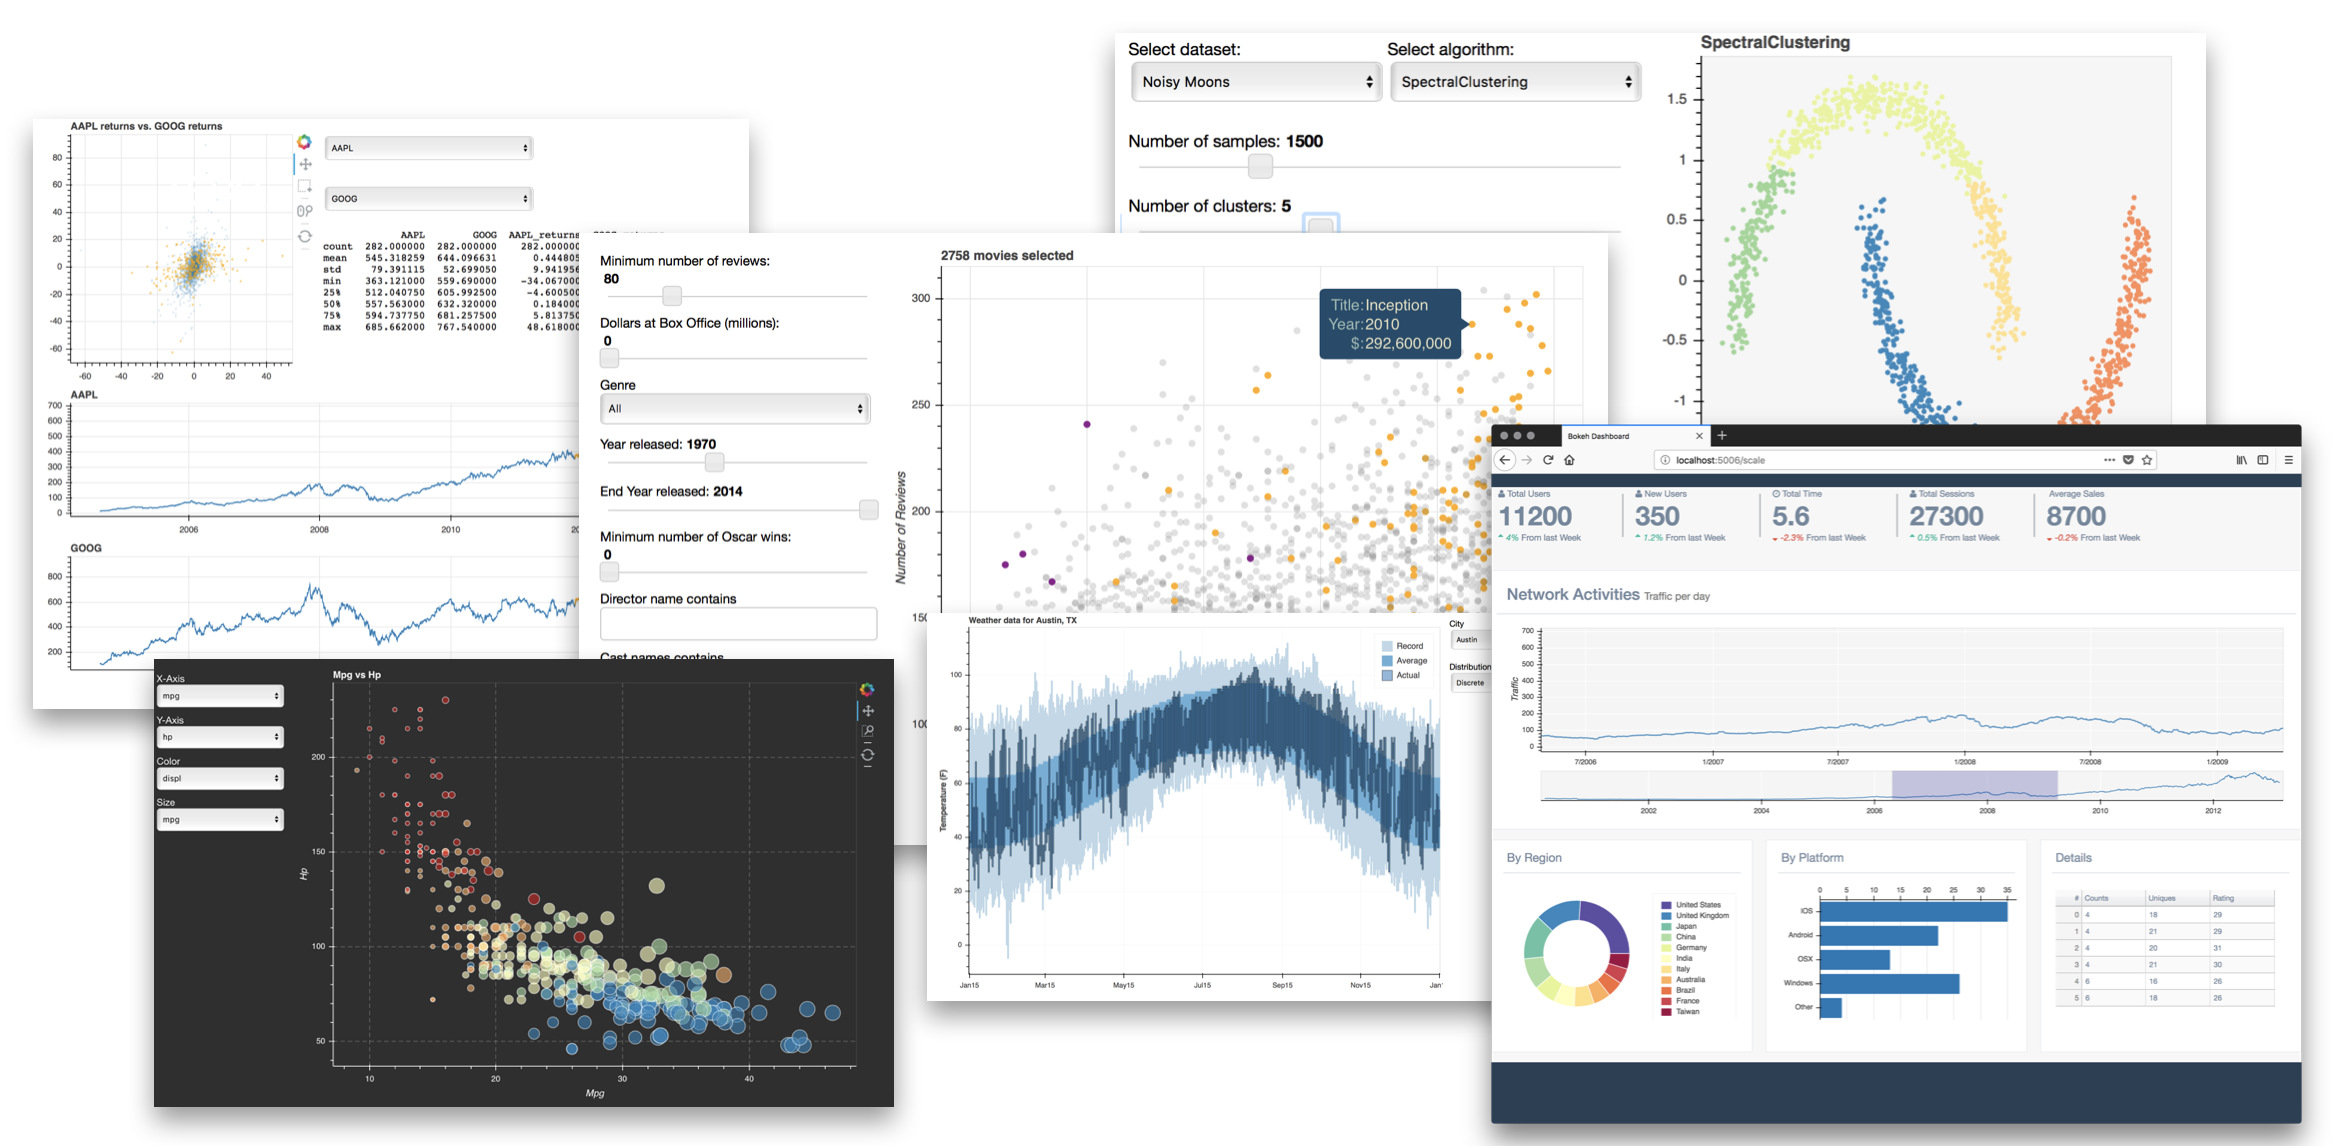 AAPL returns vs. GOOG returns
80
60
40
20
0
-20
-40
-60
-60 -40 -20 0 20 40
AAPL
GOOG
AAPL GOOG AAPL_returns
count 282.000000 282.000000 282.000000
mean 545.318259 644.096631 0.444805
std 79.391115 52.699050 9.941956
min 363.121000 559.690000 -34.067000
25% 512.040750 605.992500 -4.600500
50% 557.563000 632.320000 0.184000
75% 594.737750 681.257500 5.813750
max 685.662000 767.540000 48.618000
AAPL
700
600
500
400
300
200
100
0
2006 2008 2010
GOOG
800
600
400
200
Select dataset:
Noisy Moons
Select algorithm:
SpectralClustering
Number of samples: 1500
Number of clusters: 5
SpectralClustering
1.5
1
0.5
0
-0.5
-1
Minimum number of reviews:
80
Dollars at Box Office (millions):
0
Genre
All
Year released: 1970
End Year released: 2014
Minimum number of Oscar wins:
0
Director name contains
Cast names contains
2758 movies selected
Number of Reviews
300
250
200
150
100
Title: Inception
Year: 2010
$: 292,600,000
X-Axis
mpg
Y-Axis
hp
Color
displ
Size
mpg
Mpg vs Hp
Hp
200
150
100
50
10 20 30 40
Mpg
Weather data for Austin, TX
Temperature (F)
100
80
60
40
20
0
Jan15 Mar15 May15 Jul15 Sep15 Nov15 Jan'
Record
Average
Actual
City
Austin
Distribution
Discrete
Bokeh Dashboard
localhost:5006/scale
Total Users
11200
4% From last Week
New Users
350
1.2% From last Week
Total Time
5.6
-2.3% From last Week
Total Sessions
27300
0.5% From last Week
Average Sales
8700
-0.2% From last Week
Network Activities Traffic per day
Traffic
700
600
500
400
300
200
100
0
7/2006 1/2007 7/2007 1/2008 7/2008 1/2009
2002 2004 2006 2008 2010 2012
By Region
United States
United Kingdom
Japan
China
Germany
India
Italy
Australia
Brazil
France
Taiwan
By Platform
0 5 10 15 20 25 30 35
iOS
Android
OSX
Windows
Other
Details
# Counts Uniques Rating
0 4 18 29
1 4 21 29
2 4 20 31
3 4 21 30
4 6 16 26
5 6 18 26